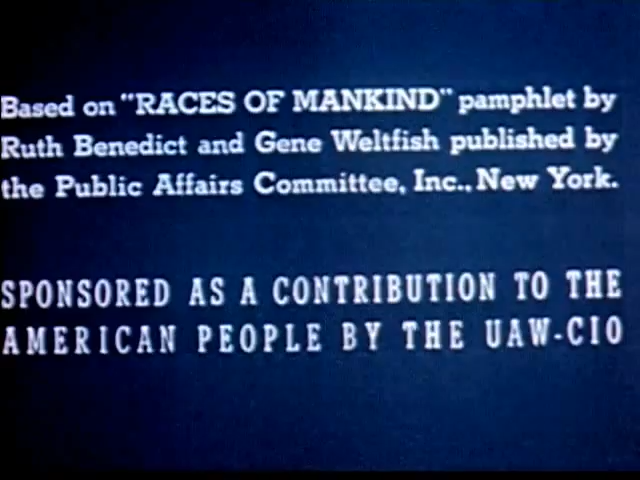 Based on "RACES OF MANKIND" pamphlet by
Ruth Benedict and Gene Weltfish published by
the Public Affairs Committee, Inc., New York.
SPONSORED AS A CONTRIBUTION TO THE
AMERICAN PEOPLE BY THE UAW-CIO